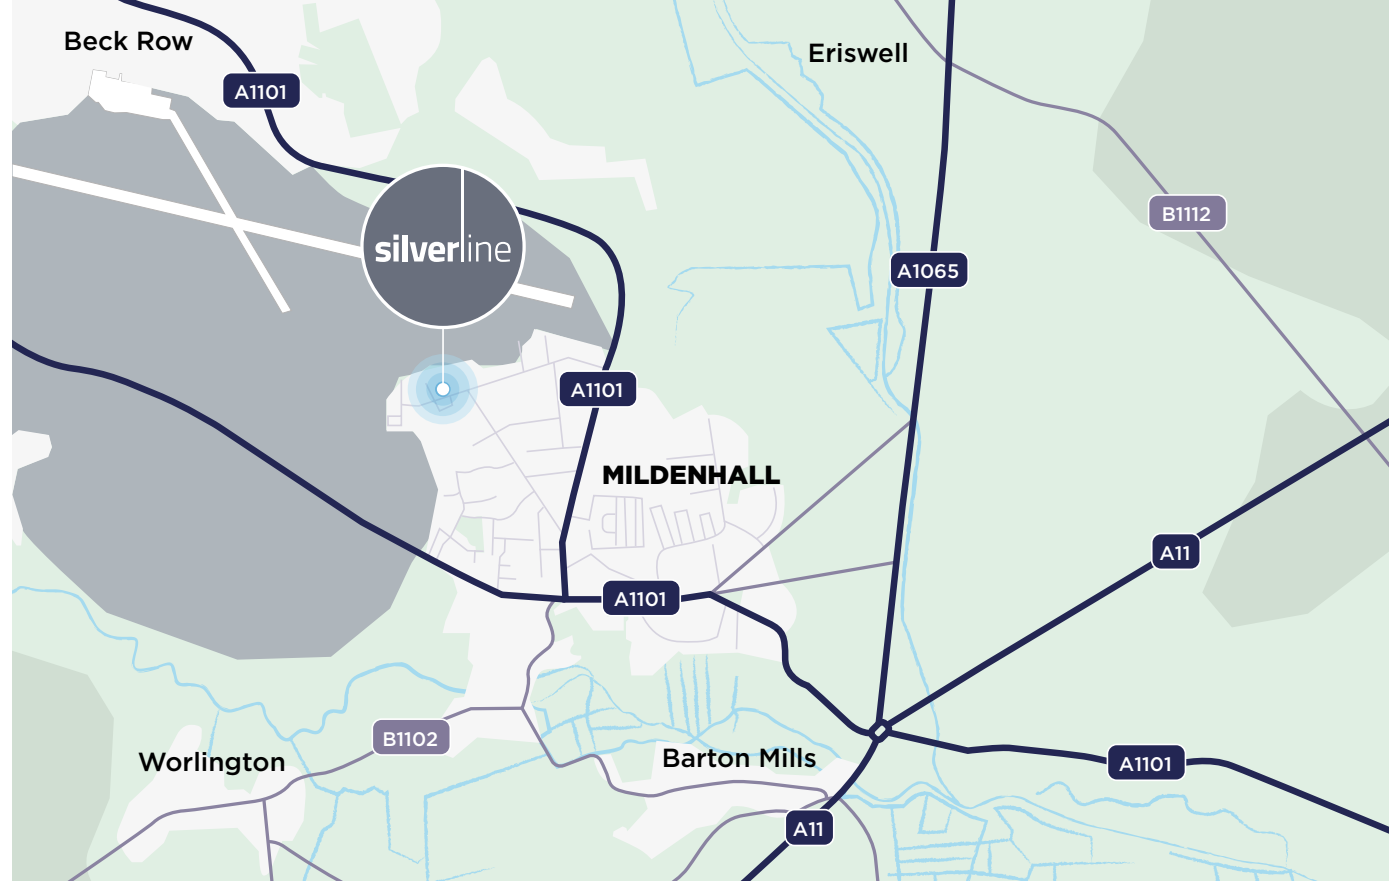 Beck Row
Eriswell
A1101
B1112
silverline
A1065
A1101
MILDENHALL
A11
A1101
B1102
Worlington
Barton Mills
A1101
A11